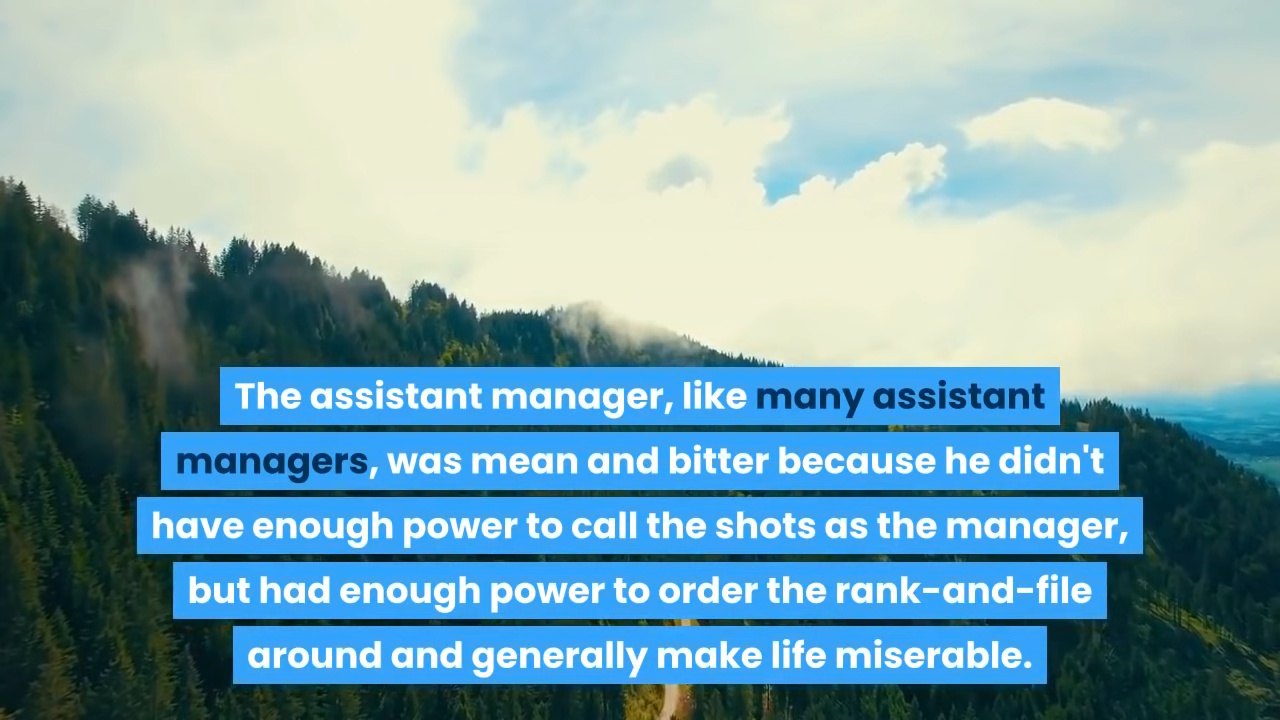 The assistant manager, like many assistant
managers, was mean and bitter because he didn't
have enough power to call the shots as the manager,
but had enough power to order the rank-and-file
around and generally make life miserable.